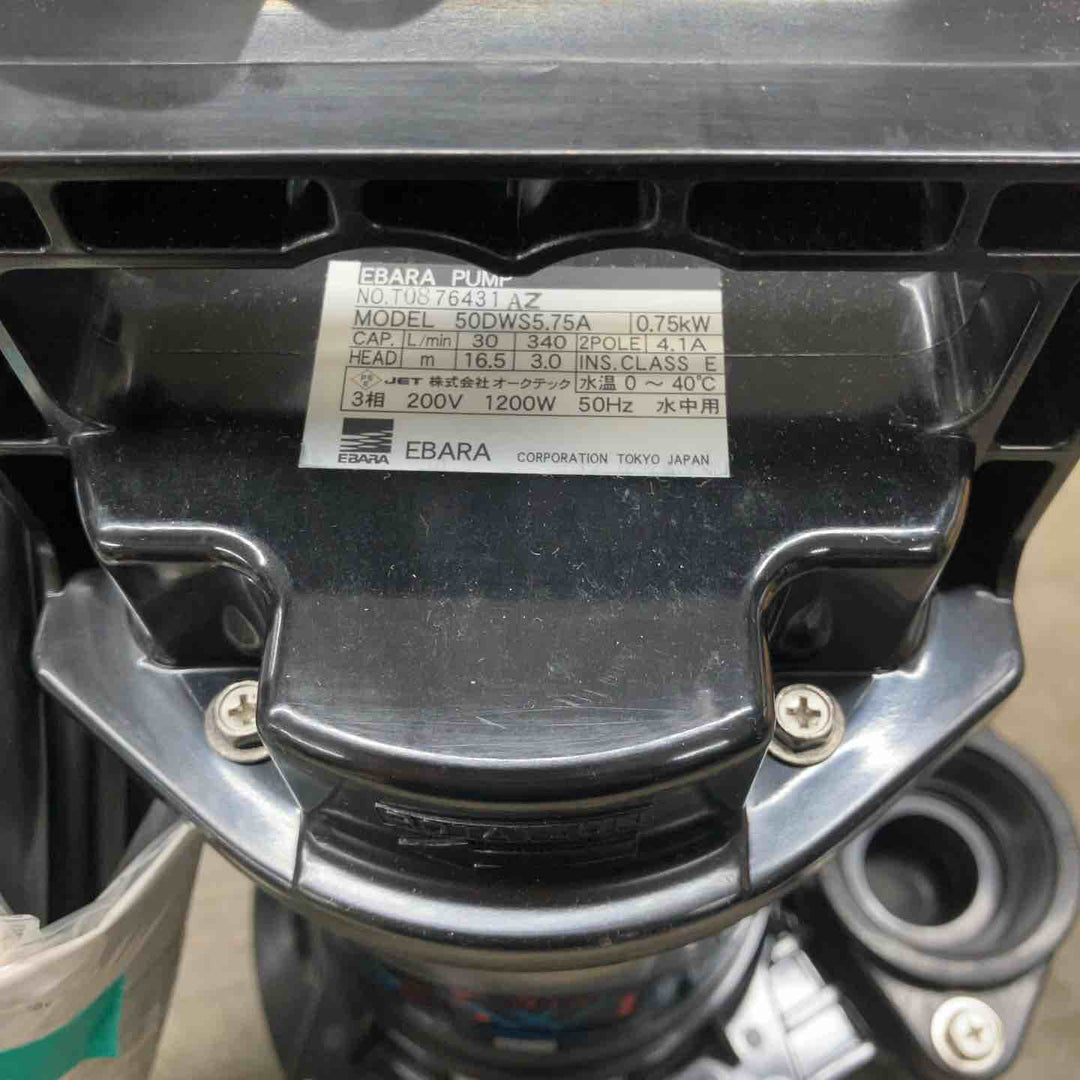 EBARA PUMP
NO.T0876431AZ
MODEL 50DWS5.75A 0.75kW
CAP. L/min 30 340 2POLE 4.1A
HEAD m 16.5 3.0 INS.CLASS E
JET 株式会社 オークテック 水温 0 ～ 40℃
3相 200V 1200W 50Hz 水中用
EBARA EBARA CORPORATION TOKYO JAPAN